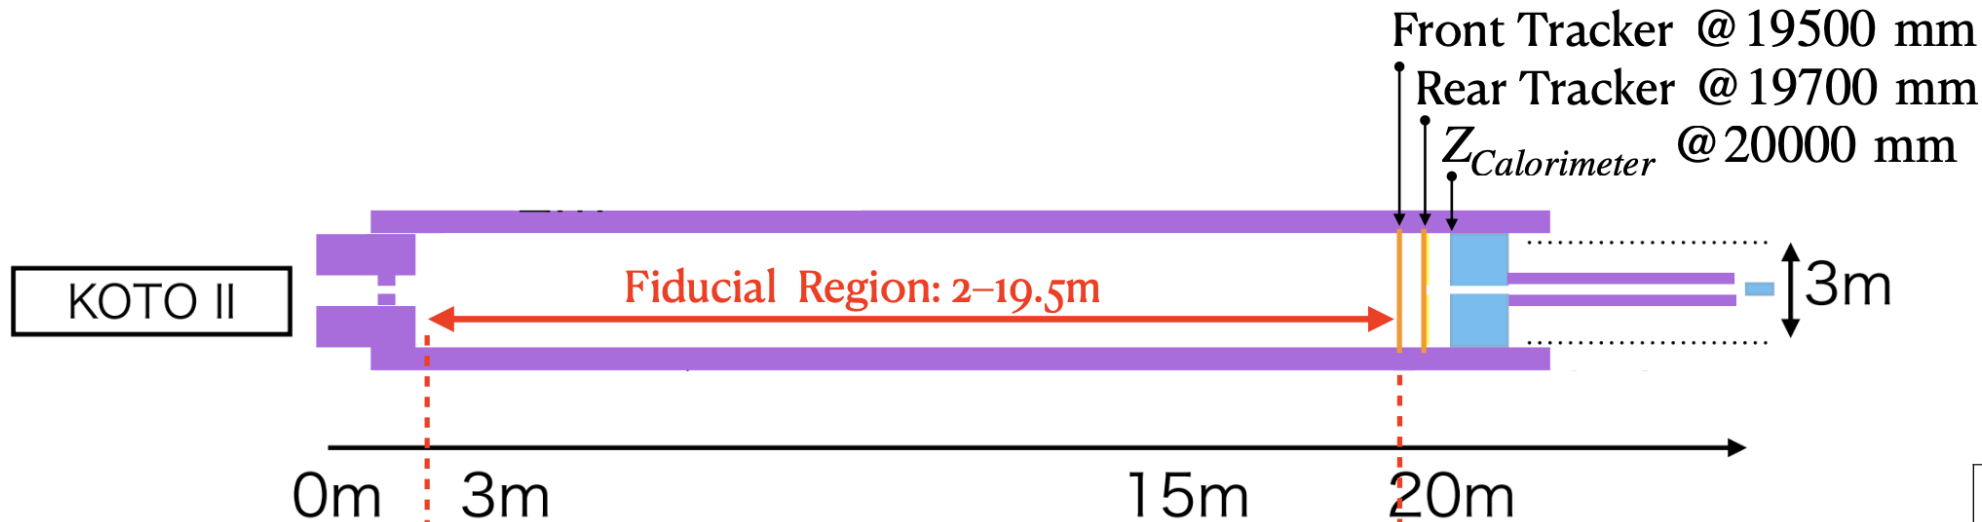 Front Tracker @ 19500 mm
Rear Tracker @ 19700 mm
Z_Calorimeter @ 20000 mm
KOTO II
Fiducial Region: 2–19.5m
3m
0m 3m 15m 20m